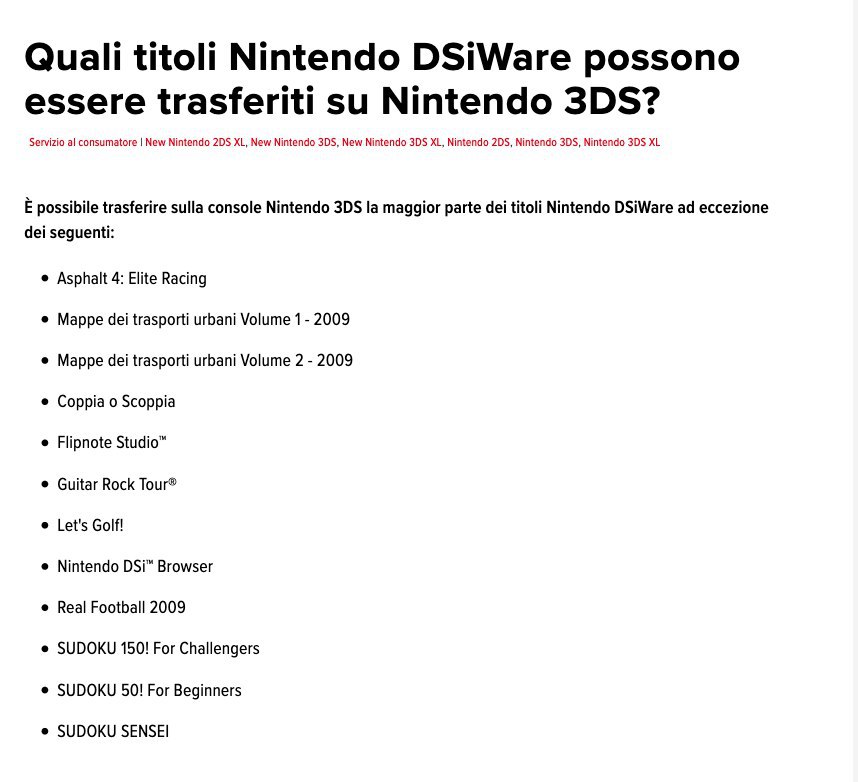 Quali titoli Nintendo DSiWare possono
essere trasferiti su Nintendo 3DS?
Servizio al consumatore | New Nintendo 2DS XL, New Nintendo 3DS, New Nintendo 3DS XL, Nintendo 2DS, Nintendo 3DS, Nintendo 3DS XL
È possibile trasferire sulla console Nintendo 3DS la maggior parte dei titoli Nintendo DSiWare ad eccezione
dei seguenti:
• Asphalt 4: Elite Racing
• Mappe dei trasporti urbani Volume 1 - 2009
• Mappe dei trasporti urbani Volume 2 - 2009
• Coppia o Scoppia
• Flipnote Studio™
• Guitar Rock Tour®
• Let's Golf!
• Nintendo DSi™ Browser
• Real Football 2009
• SUDOKU 150! For Challengers
• SUDOKU 50! For Beginners
• SUDOKU SENSEI